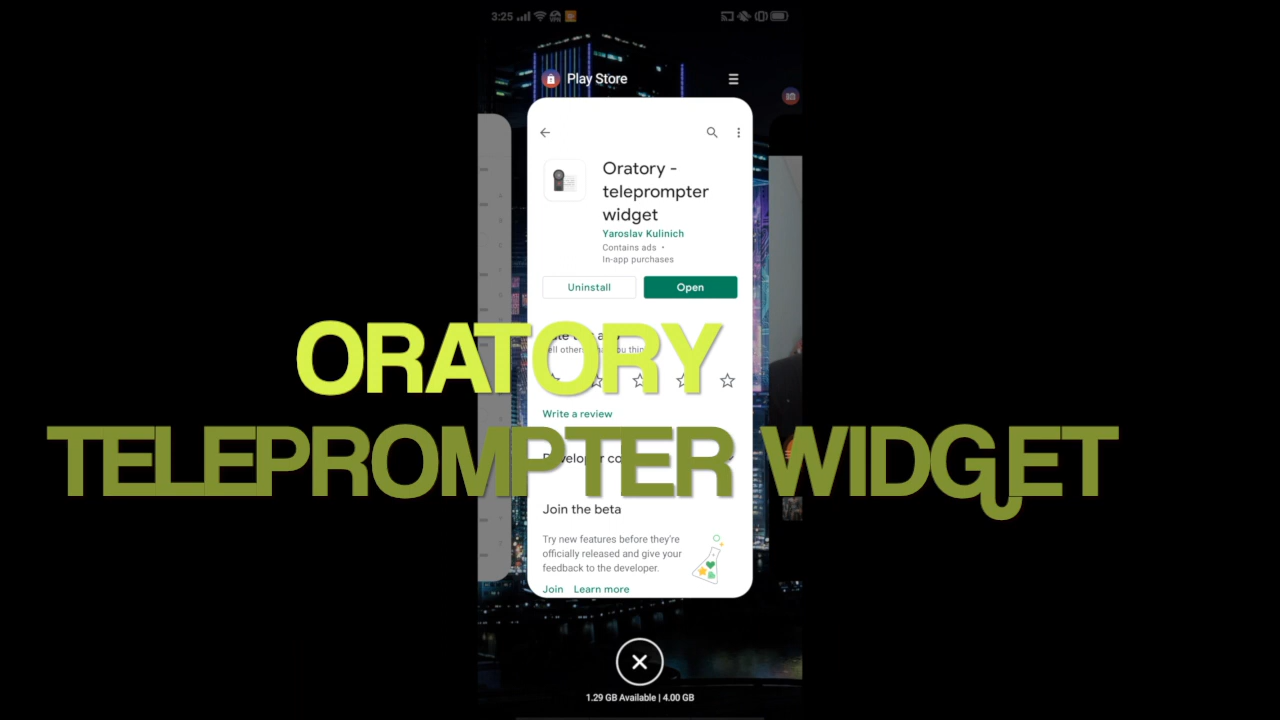 3:25
Play Store
Oratory -
teleprompter
widget
Yaroslav Kulinich
Contains ads •
In-app purchases
Uninstall Open
ORATORY
Write a review
TELEPROMPTER WIDGET
Join the beta
Try new features before they're
officially released and give your
feedback to the developer.
Join Learn more
1.29 GB Available | 4.00 GB